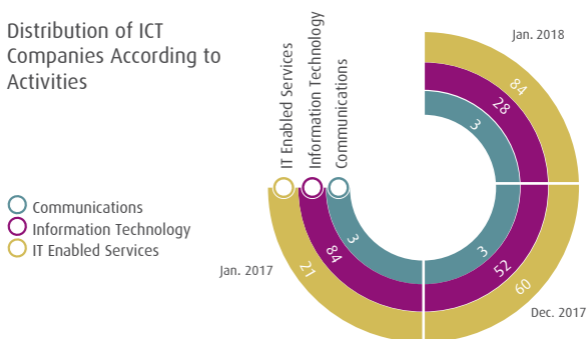 Distribution of ICT
Companies According to
Activities
IT Enabled Services
Information Technology
Communications
Jan. 2018
84
28
3
Communications
Information Technology
IT Enabled Services
Jan. 2017
3
84
21
3
52
60
Dec. 2017